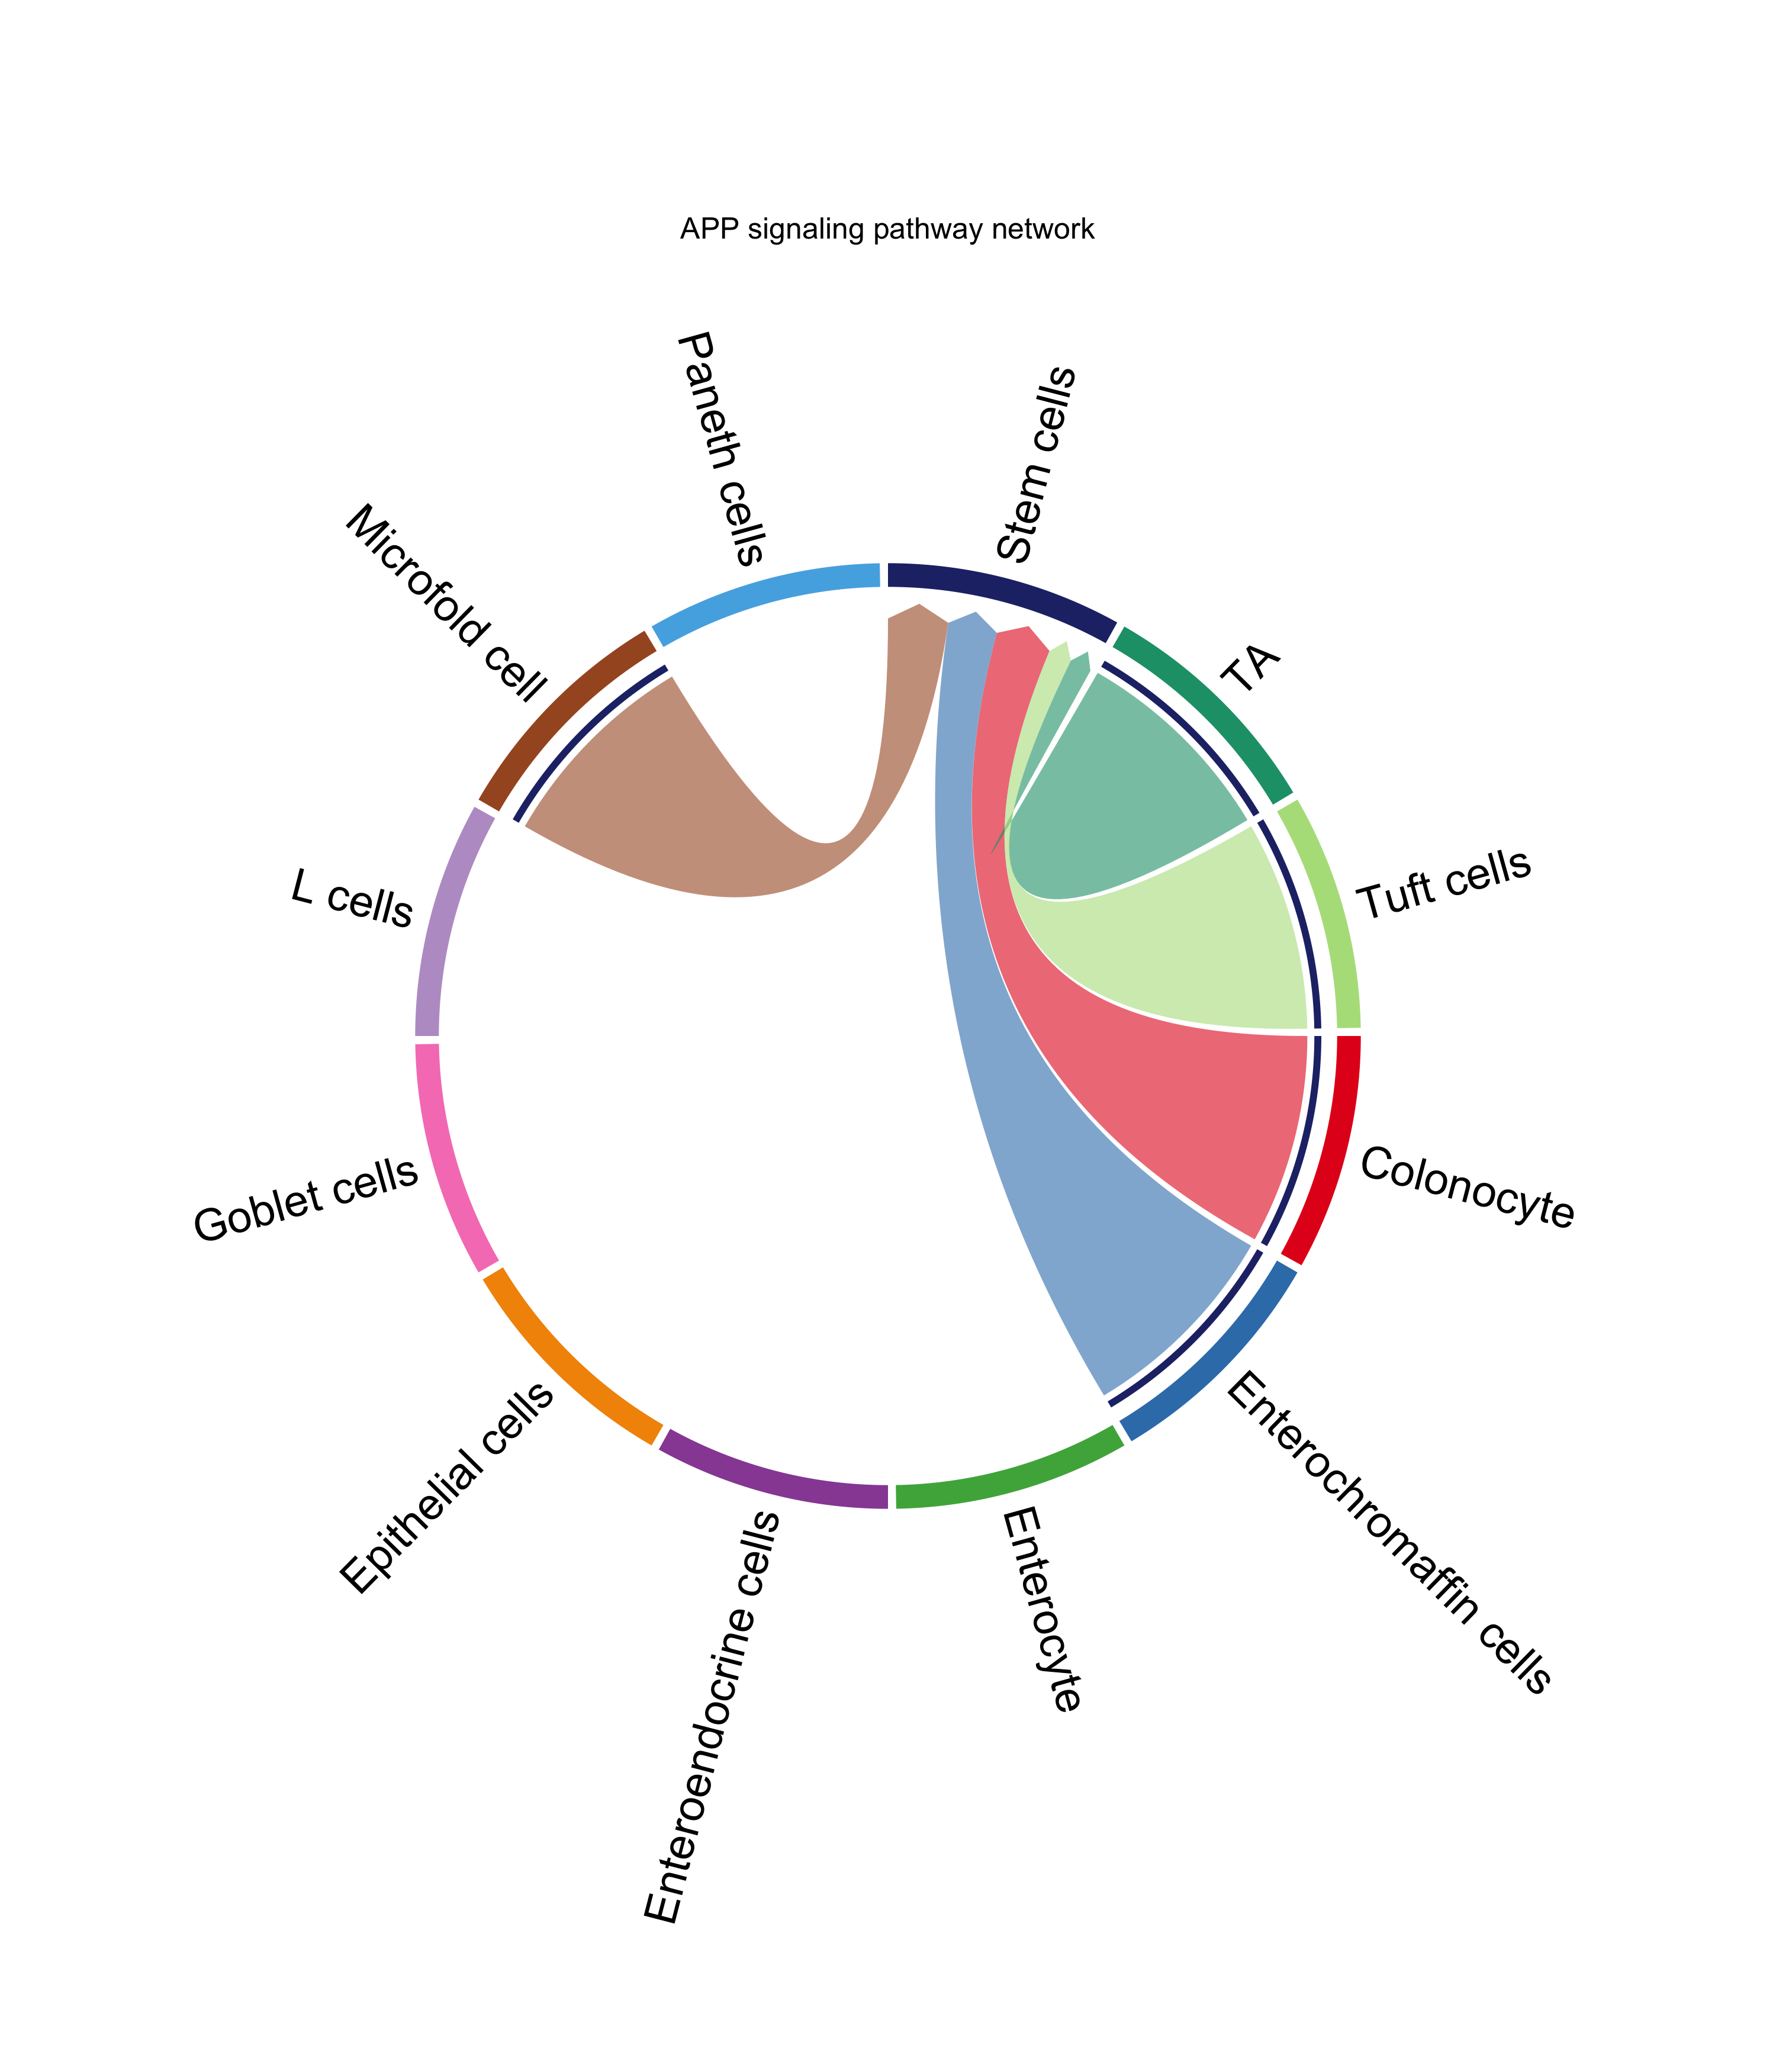 APP signaling pathway network
Paneth cells
Stem cells
Microfold cell
TA
L cells
Tuft cells
Goblet cells
Colonocyte
Epithelial cells
Enterochromaffin cells
Enteroendocrine cells
Enterocyte